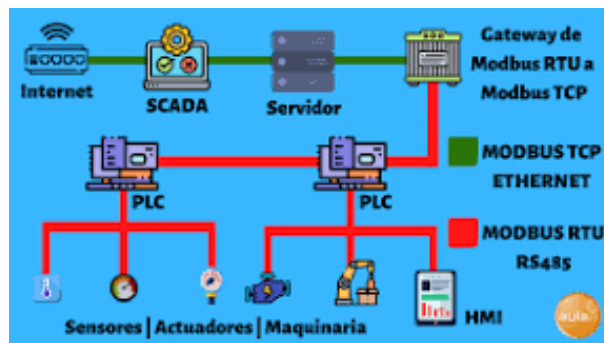 Gateway de
Modbus RTU a
Modbus TCP
Internet
SCADA
Servidor
MODBUS TCP
ETHERNET
PLC
PLC
MODBUS RTU
RS485
HMI
Sensores | Actuadores | Maquinaria
aula